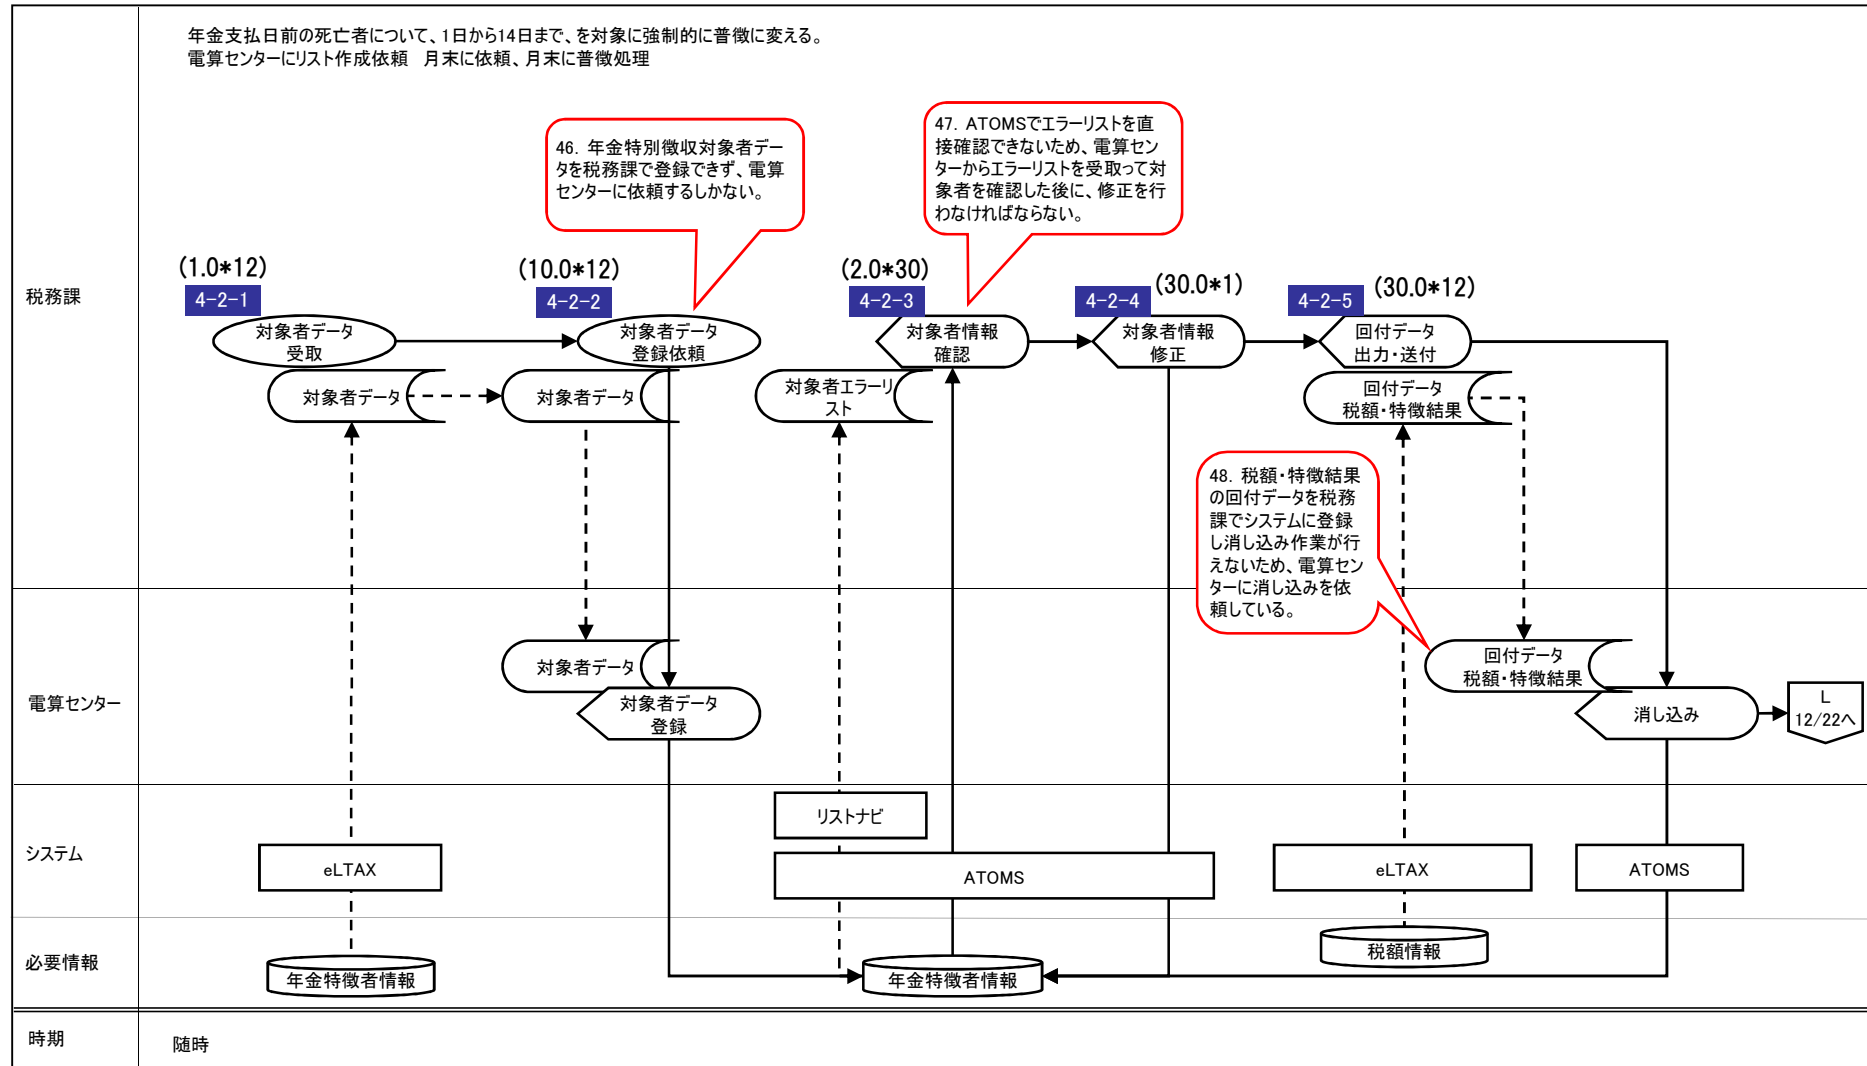 年金支払日前の死亡者について、1日から14日まで、を対象に強制的に普徴に変える。
電算センターにリスト作成依頼　月末に依頼、月末に普徴処理
46．年金特別徴収対象者デー
タを税務課で登録できず、電算
センターに依頼するしかない。
47．ATOMSでエラーリストを直
接確認できないため、電算セン
ターからエラーリストを受取って対
象者を確認した後に、修正を行
わなければならない。
税務課
(1.0*12)
4-2-1
対象者データ
受取
(10.0*12)
4-2-2
対象者データ
登録依頼
(2.0*30)
4-2-3
対象者情報
確認
(30.0*1)
4-2-4
対象者情報
修正
(30.0*12)
4-2-5
回付データ
出力・送付
対象者データ
対象者データ
対象者エラーリ
スト
回付データ
税額・特徴結果
48．税額・特徴結果
の回付データを税務
課でシステムに登録
し消し込み作業が行
えないため、電算セン
ターに消し込みを依
頼している。
電算センター
対象者データ
対象者データ
登録
回付データ
税額・特徴結果
消し込み
L
12/22へ
システム
eLTAX
リストナビ
ATOMS
eLTAX
ATOMS
必要情報
年金特徴者情報
年金特徴者情報
税額情報
時期
随時